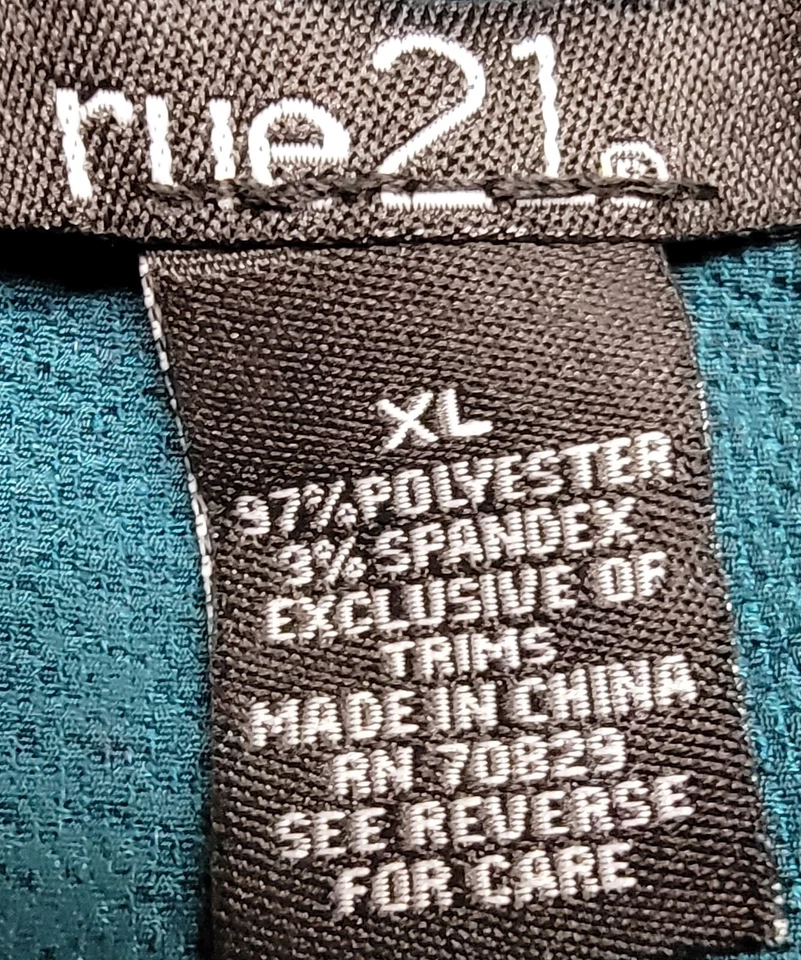 rue21®
XL
97% POLYESTER
3% SPANDEX
EXCLUSIVE OF
TRIMS
MADE IN CHINA
RN 70829
SEE REVERSE
FOR CARE